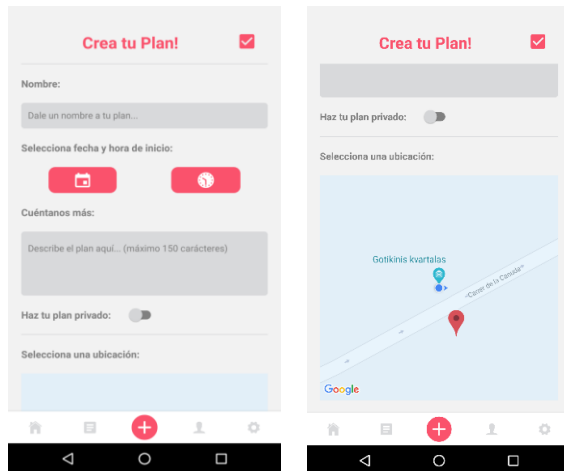 Crea tu Plan!
Nombre:
Dale un nombre a tu plan...
Selecciona fecha y hora de inicio:
Cuéntanos más:
Describe el plan aquí... (máximo 150 carácteres)
Haz tu plan privado:
Selecciona una ubicación:
Crea tu Plan!
Haz tu plan privado:
Selecciona una ubicación:
Gotikinis kvartalas
Carrer de la Canuda
Google